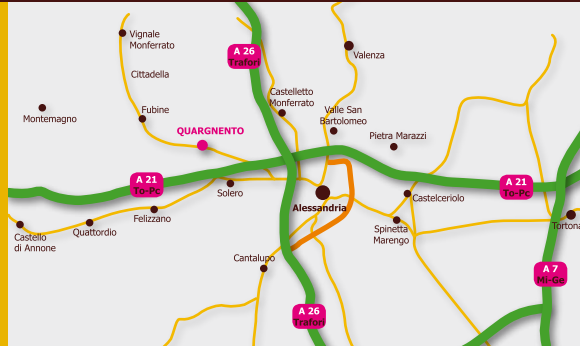 A 26
Trafori
Vignale
Monferrato
Valenza
Cittadella
Castelletto
Monferrato
Montemagno
Fubine
Valle San
Bartolomeo
QUARGNENTO
Pietra Marazzi
A 21
To-Pc
Solero
A 21
To-Pc
Castelceriolo
Alessandria
Felizzano
Quattordio
Castello
di Annone
Spinetta
Marengo
Tortona
Cantalupo
A 7
Mi-Ge
A 26
Trafori